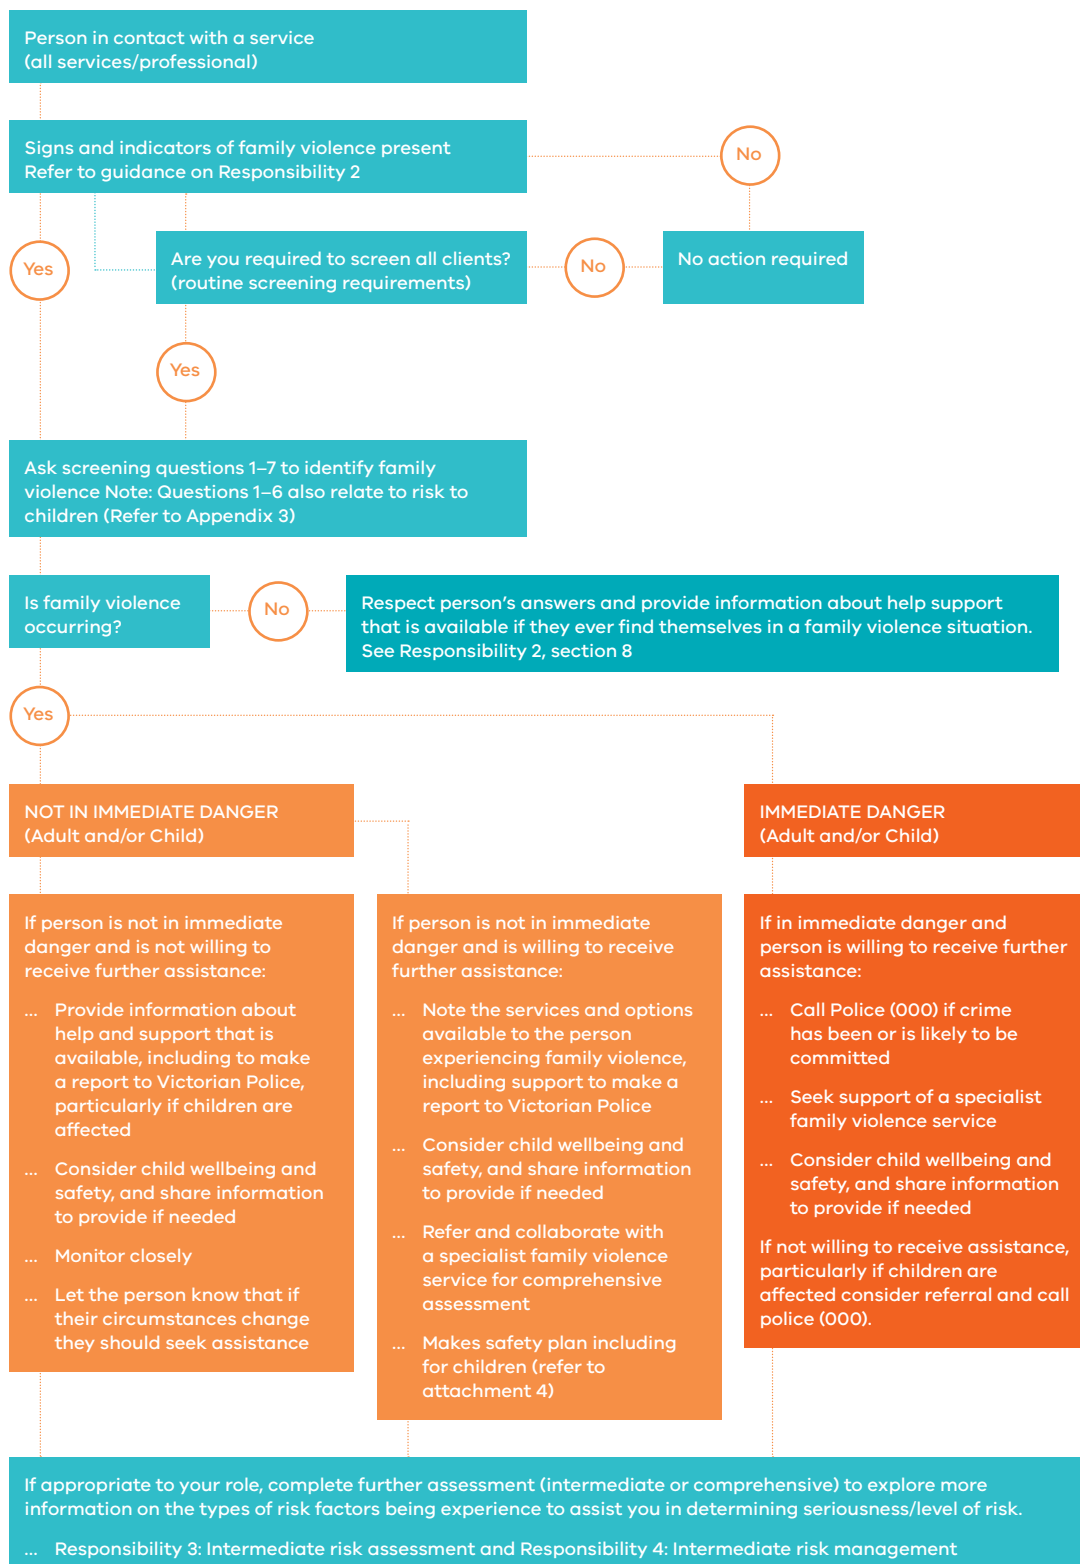 Person in contact with a service
(all services/professional)
Signs and indicators of family violence present
Refer to guidance on Responsibility 2
No
Yes
Are you required to screen all clients?
(routine screening requirements)
No
No action required
Yes
Ask screening questions 1–7 to identify family
violence Note: Questions 1–6 also relate to risk to
children (Refer to Appendix 3)
Is family violence
occurring?
No
Respect person’s answers and provide information about help support
that is available if they ever find themselves in a family violence situation.
See Responsibility 2, section 8
Yes
NOT IN IMMEDIATE DANGER
(Adult and/or Child)
IMMEDIATE DANGER
(Adult and/or Child)
If person is not in immediate
danger and is not willing to
receive further assistance:
... Provide information about
help and support that is
available, including to make
a report to Victorian Police,
particularly if children are
affected
... Consider child wellbeing and
safety, and share information
to provide if needed
... Monitor closely
... Let the person know that if
their circumstances change
they should seek assistance
If person is not in immediate
danger and is willing to receive
further assistance:
... Note the services and options
available to the person
experiencing family violence,
including support to make a
report to Victorian Police
... Consider child wellbeing and
safety, and share information
to provide if needed
... Refer and collaborate with
a specialist family violence
service for comprehensive
assessment
... Makes safety plan including
for children (refer to
attachment 4)
If in immediate danger and
person is willing to receive further
assistance:
... Call Police (000) if crime
has been or is likely to be
committed
... Seek support of a specialist
family violence service
... Consider child wellbeing and
safety, and share information
to provide if needed
If not willing to receive assistance,
particularly if children are
affected consider referral and call
police (000).
If appropriate to your role, complete further assessment (intermediate or comprehensive) to explore more
information on the types of risk factors being experience to assist you in determining seriousness/level of risk.
... Responsibility 3: Intermediate risk assessment and Responsibility 4: Intermediate risk management